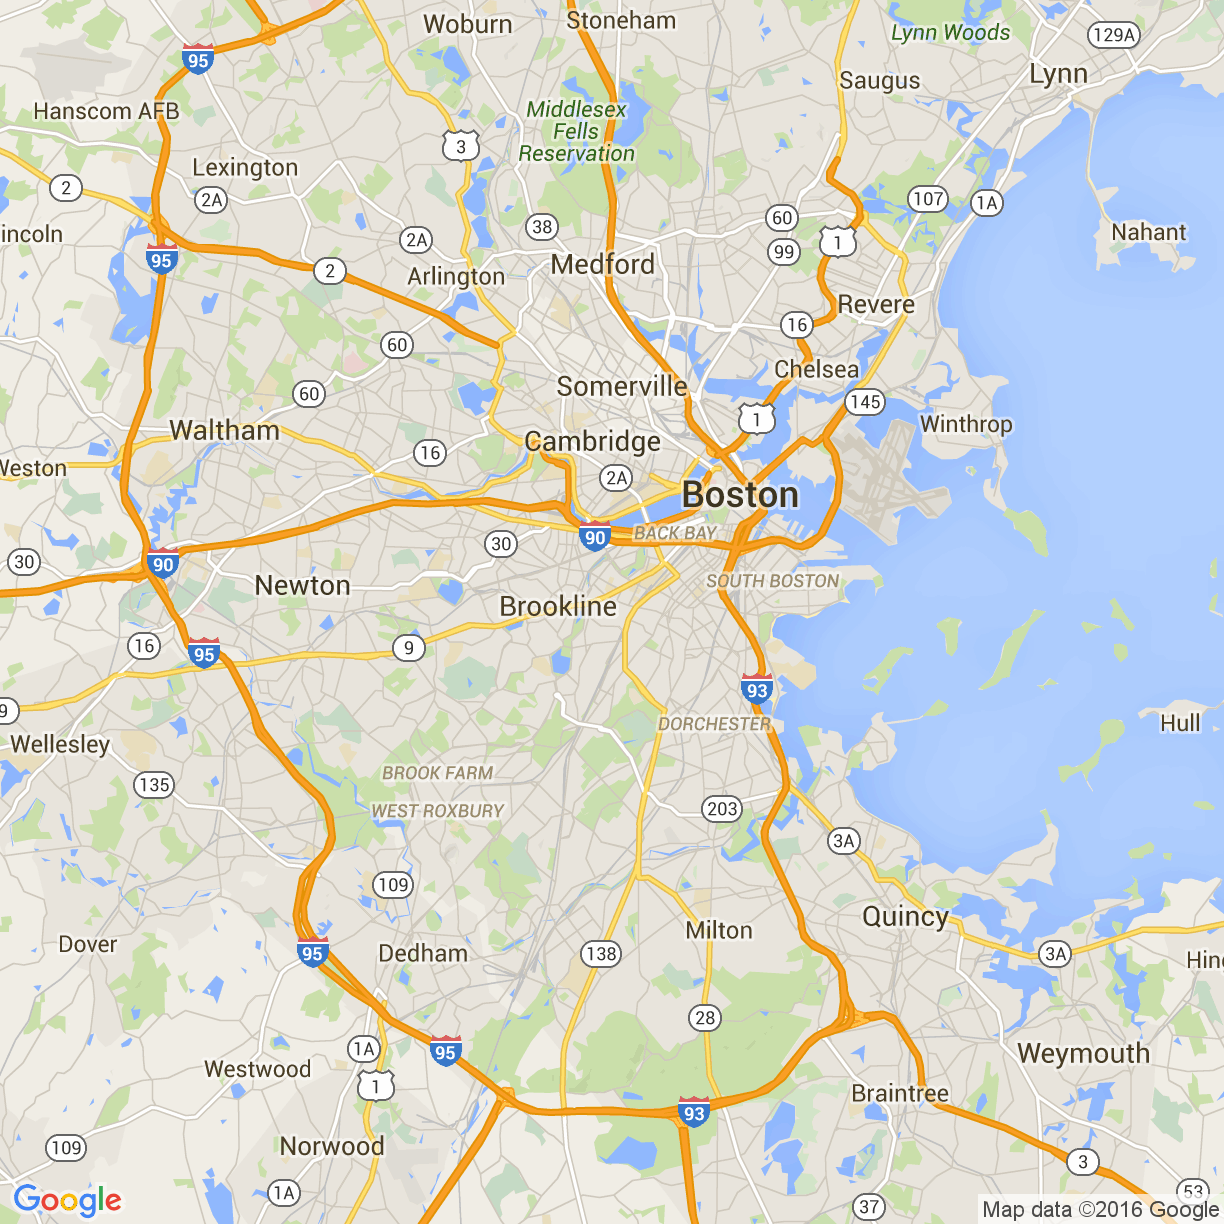 Woburn
Stoneham
Lynn Woods
129A
95
Saugus
Lynn
Hanscom AFB
Middlesex
Fells
Reservation
3
Lexington
2
2A
107
1A
38
60
incoln
2A
1
Nahant
95
2
Arlington
Medford
99
Revere
16
60
Chelsea
Somerville
60
145
1
Waltham
Cambridge
Winthrop
16
Weston
2A
Boston
BACK BAY
90
30
30
90
Newton
SOUTH BOSTON
Brookline
16
9
95
93
9
DORCHESTER
Hull
Wellesley
BROOK FARM
135
WEST ROXBURY
203
3A
109
Quincy
Milton
Dover
95
Dedham
138
3A
Hin
28
1A
95
Weymouth
Westwood
1
Braintree
93
109
Norwood
3
1A
53
37
Google
Map data ©2016 Google